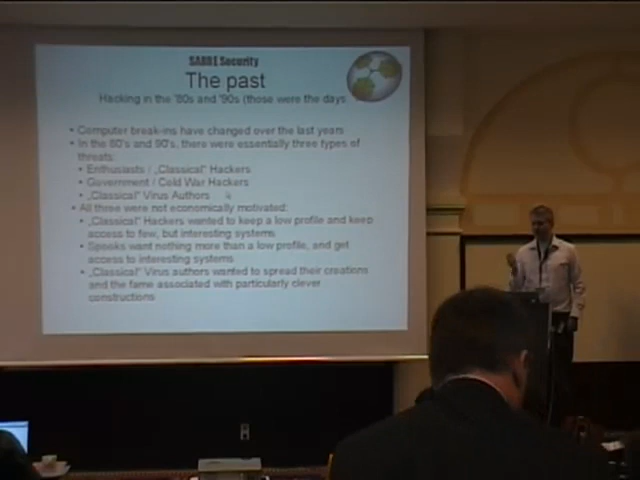 SABRE Security
The past
Hacking in the '80s and '90s (those were the days
• Computer break-ins have changed over the last years
• In the 80's and 90's, there were essentially three types of
threats:
• Enthusiasts / „Classical“ Hackers
• Government / Cold War Hackers
• „Classical“ Virus Authors
• All three were not economically motivated:
• „Classical“ Hackers wanted to keep a low profile and keep
access to few, but interesting systems
• Spooks want nothing more than a low profile, and get
access to interesting systems
• „Classical“ Virus authors wanted to spread their creations
and the fame associated with particularly clever
constructions